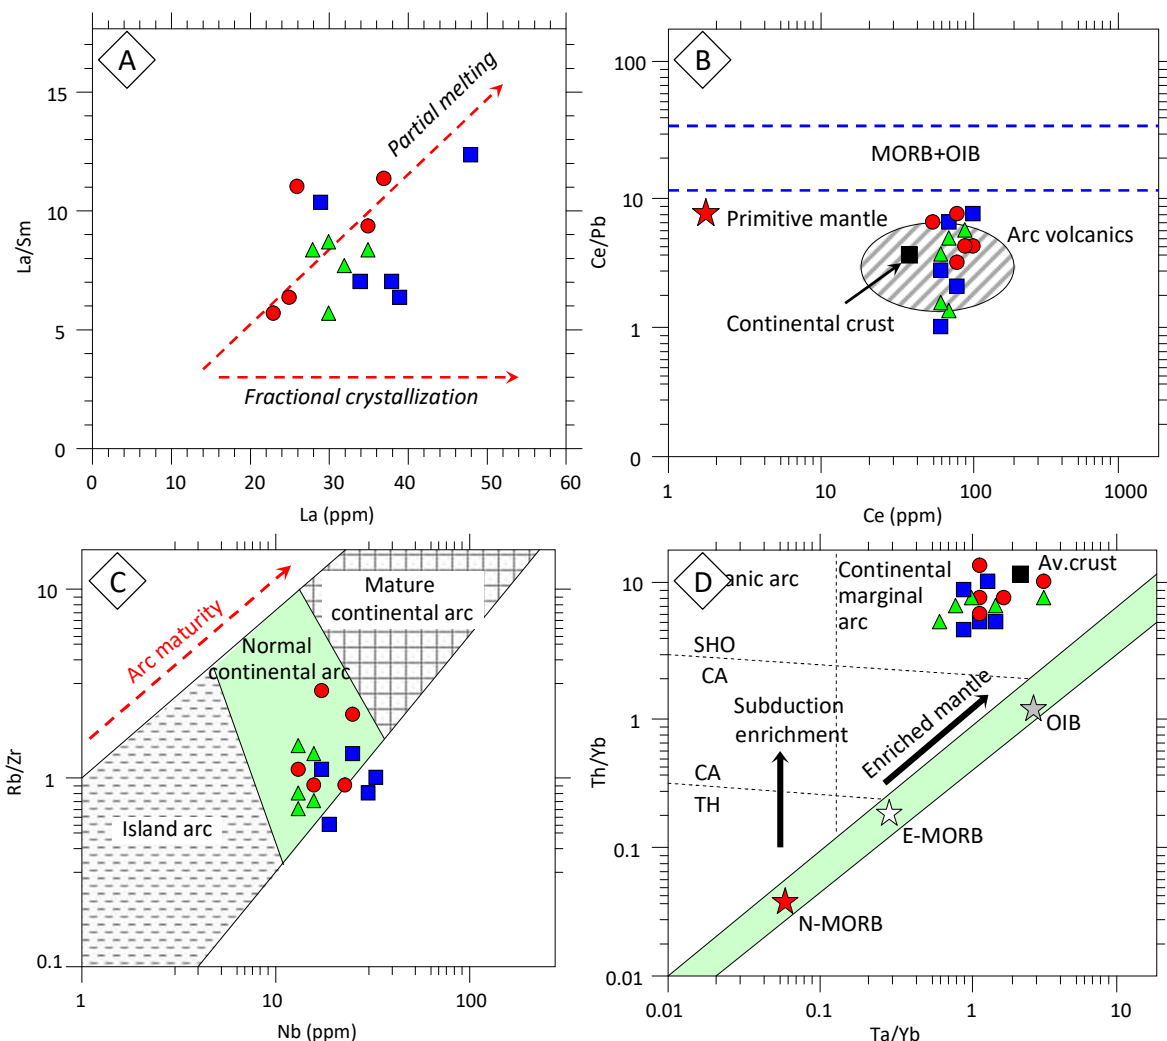 A
La/Sm
15
10
5
0
Partial melting
Fractional crystallization
0
10
20
30
40
50
60
La (ppm)
B
Ce/Pb
100
10
1
0
MORB+OIB
Primitive mantle
Arc volcanics
Continental crust
1
10
100
1000
Ce (ppm)
C
Rb/Zr
10
1
0.1
Arc maturity
Mature
continental arc
Normal
continental arc
Island arc
1
10
100
Nb (ppm)
D
Th/Yb
10
1
0.1
0.01
anic arc
Continental
marginal
arc
Av.crust
SHO
CA
Subduction
enrichment
Enriched mantle
OIB
CA
TH
E-MORB
N-MORB
0.01
0.1
1
10
Ta/Yb